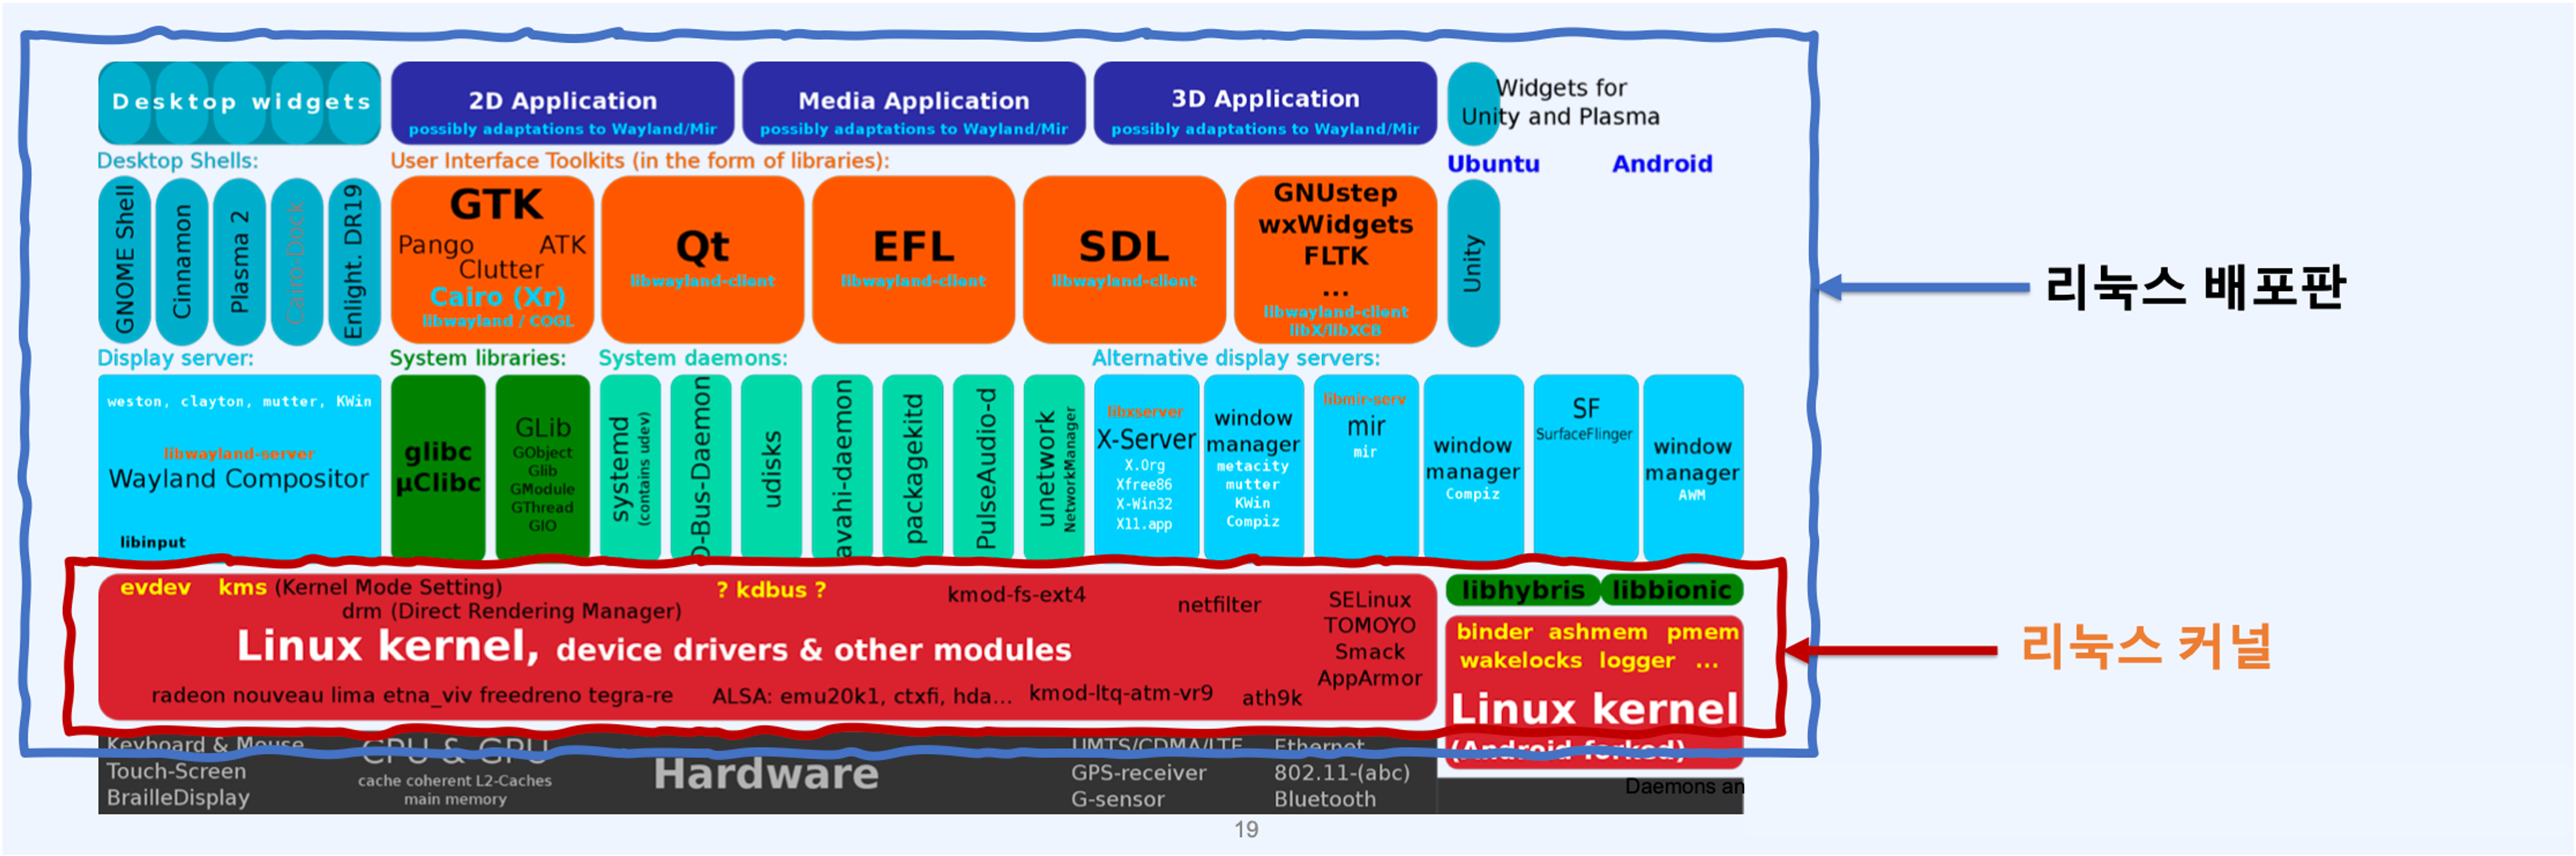 Desktop widgets
2D Application
possibly adaptations to Wayland/Mir
Media Application
possibly adaptations to Wayland/Mir
3D Application
possibly adaptations to Wayland/Mir
Widgets for
Unity and Plasma
Desktop Shells:
User Interface Toolkits (in the form of libraries):
Ubuntu
Android
GNOME Shell
Cinnamon
Plasma 2
Cairo-Dock
Enlight. DR19
GTK
Pango
ATK
Clutter
Cairo (Xr)
libwayland / COGL
Qt
libwayland-client
EFL
libwayland-client
SDL
libwayland-client
GNUstep
wxWidgets
FLTK
...
libwayland-client
libX/libXCB
Unity
리눅스 배포판
Display server:
System libraries:
System daemons:
Alternative display servers:
weston, clayton, mutter, KWin
libwayland-server
Wayland Compositor
libinput
glibc
µClibc
GLib
GObject
Glib
GModule
GThread
GIO
systemd
(contains udev)
D-Bus-Daemon
udisks
avahi-daemon
packagekitd
PulseAudio-d
unetwork
NetworkManager
libxserver
X-Server
X.Org
Xfree86
X-Win32
X11.app
window
manager
metacity
mutter
KWin
Compiz
libmir-serv
mir
mir
window
manager
Compiz
SF
SurfaceFlinger
window
manager
AWM
evdev kms (Kernel Mode Setting)
drm (Direct Rendering Manager)
? kdbus ?
kmod-fs-ext4
netfilter
SELinux
TOMOYO
Smack
AppArmor
Linux kernel, device drivers & other modules
radeon nouveau lima etna_viv freedreno tegra-re
ALSA: emu20k1, ctxfi, hda...
kmod-ltq-atm-vr9
ath9k
libhybris
libbionic
binder ashmem pmem
wakelocks logger ...
Linux kernel
(Android-forked)
리눅스 커널
Keyboard & Mouse
Touch-Screen
BrailleDisplay
CPU & GPU
cache coherent L2-Caches
main memory
Hardware
UMTS/CDMA/LTE
GPS-receiver
G-sensor
Ethernet
802.11-(abc)
Bluetooth
Daemons an
19